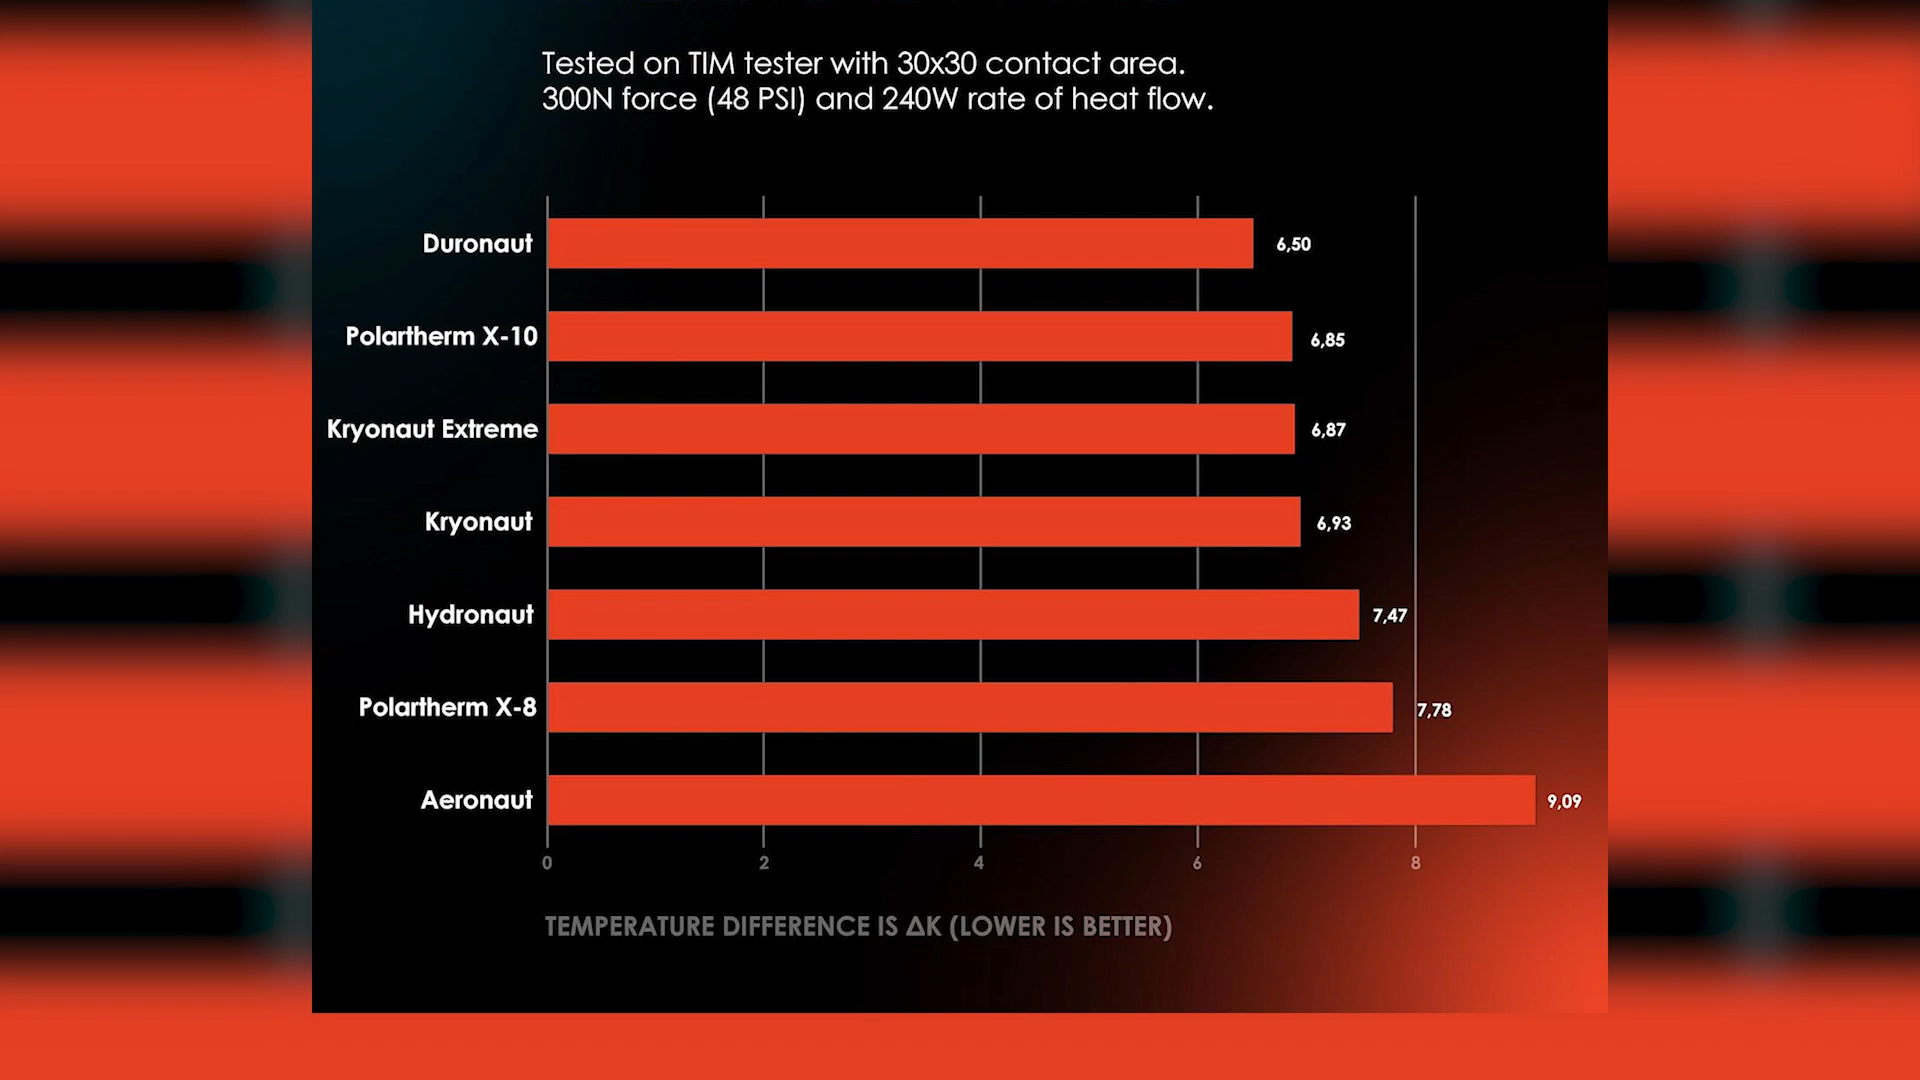 Tested on TIM tester with 30x30 contact area.
300N force (48 PSI) and 240W rate of heat flow.
Duronaut 6,50
Polartherm X-10 6,85
Kryonaut Extreme 6,87
Kryonaut 6,93
Hydronaut 7,47
Polartherm X-8 7,78
Aeronaut 9,09
0 2 4 6 8
TEMPERATURE DIFFERENCE IS ΔK (LOWER IS BETTER)